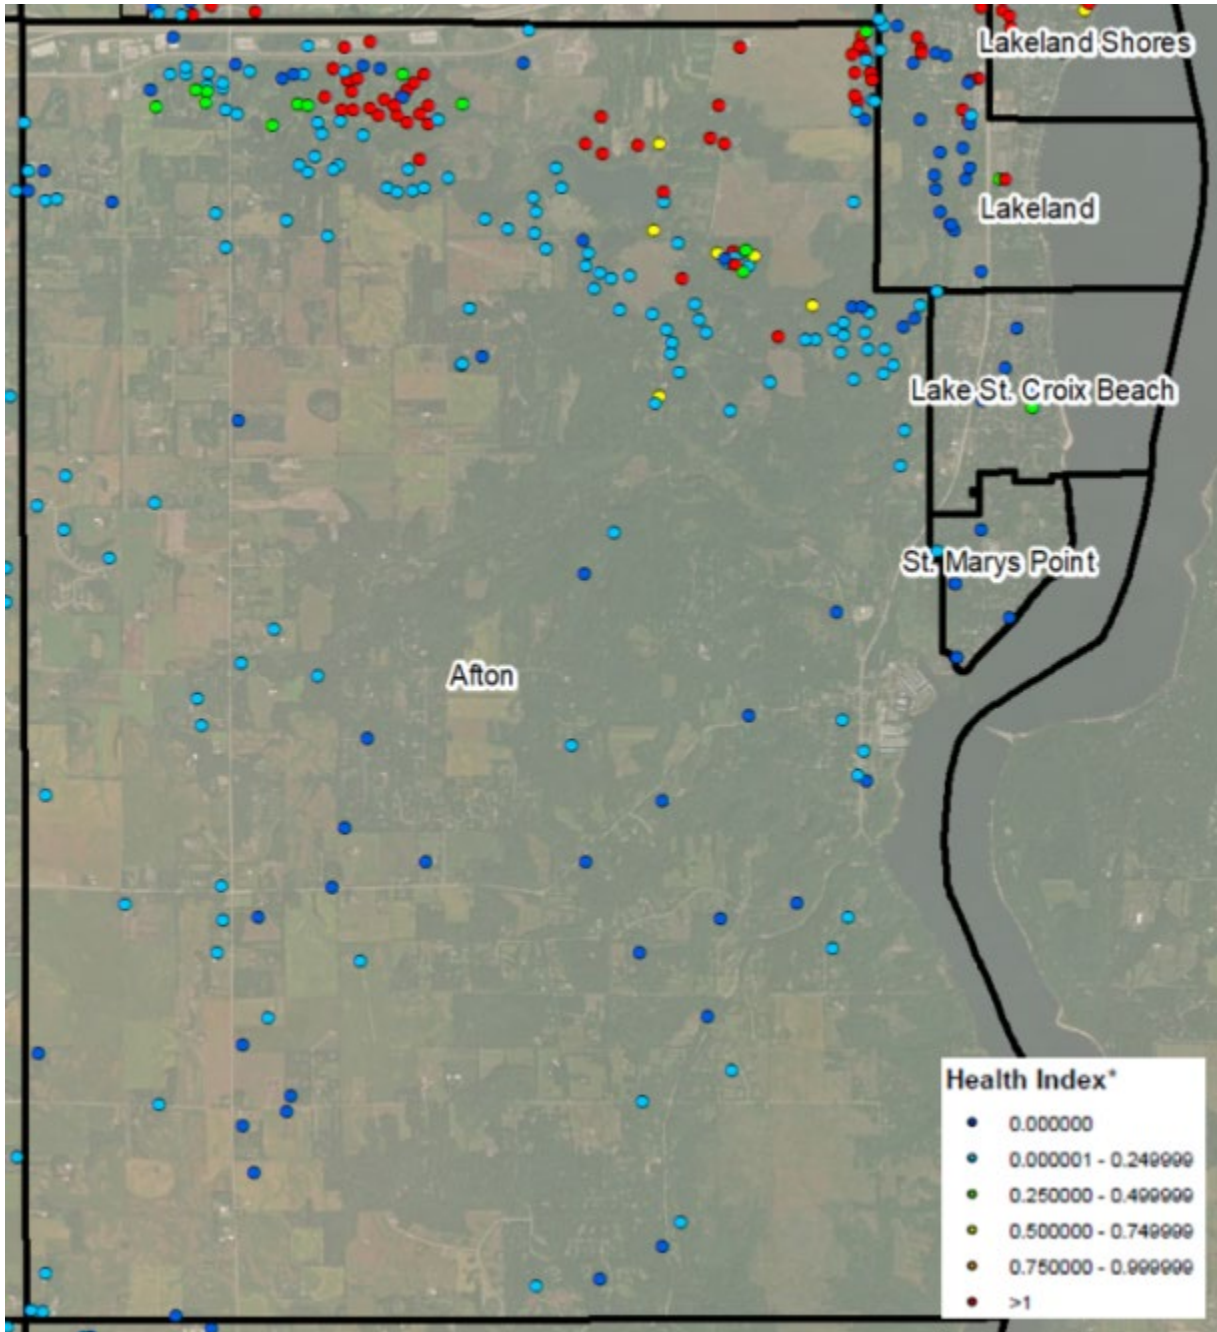 Lakeland Shores
Lakeland
Lake St. Croix Beach
St. Marys Point
Afton
Health Index*
0.000000
0.000001 - 0.249999
0.250000 - 0.499999
0.500000 - 0.749999
0.750000 - 0.999999
>1